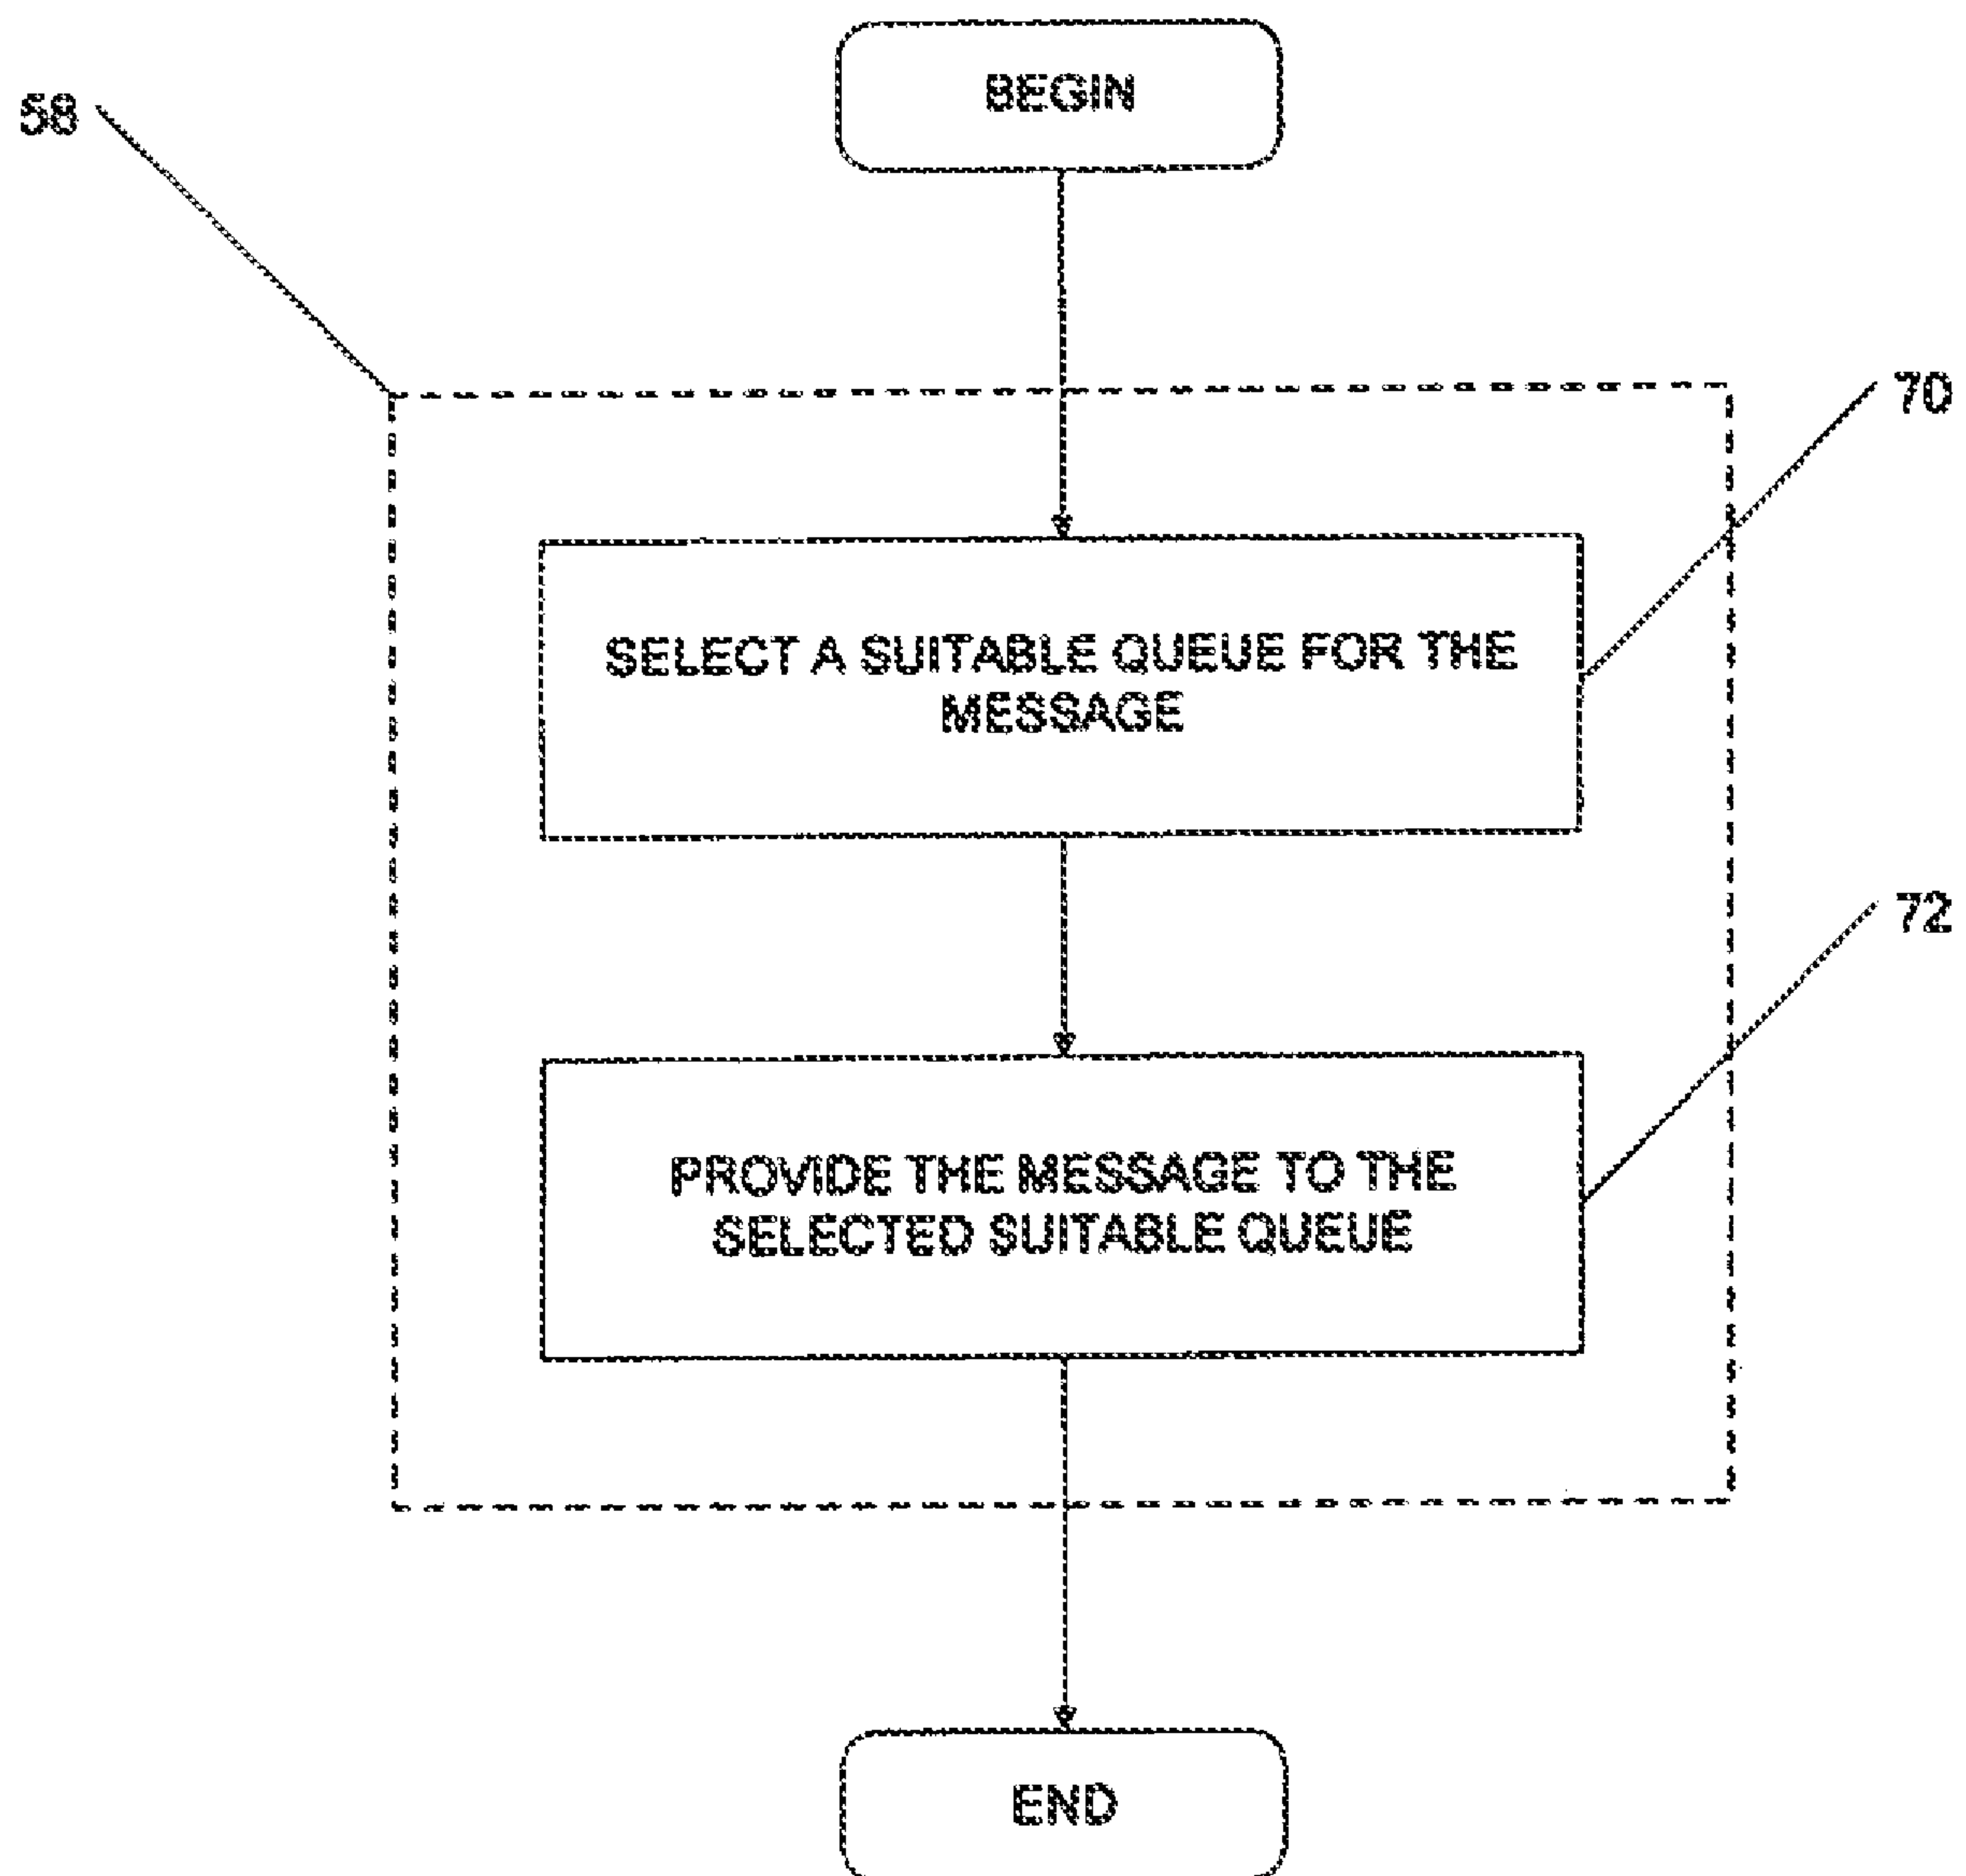 BEGIN
58
70
SELECT A SUITABLE QUEUE FOR THE
MESSAGE
72
PROVIDE THE MESSAGE TO THE
SELECTED SUITABLE QUEUE
END